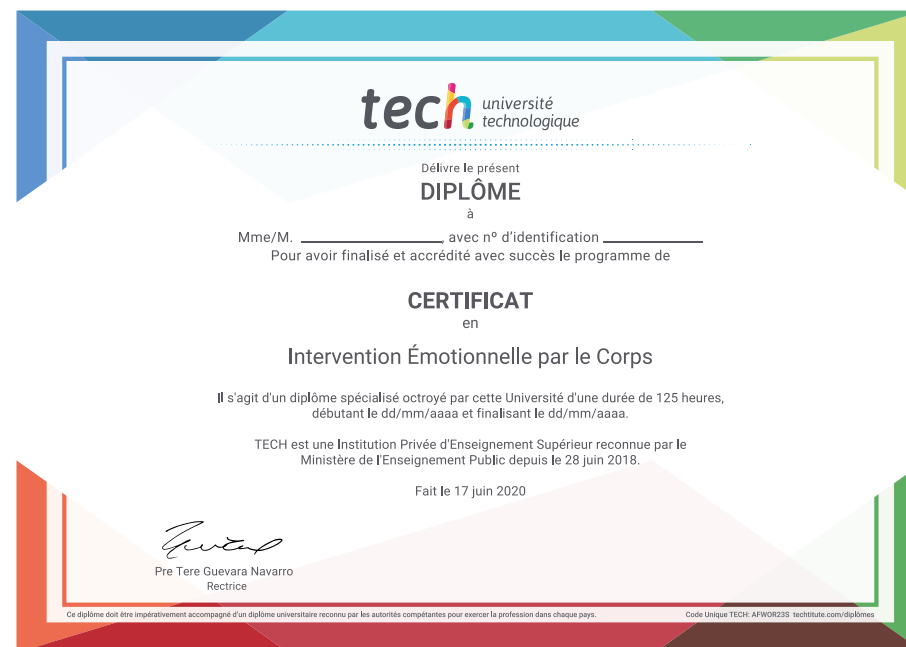 tech université
technologique
Délivre le présent
DIPLÔME
à
Mme/M. ____________________, avec nº d'identification ______________
Pour avoir finalisé et accrédité avec succès le programme de
CERTIFICAT
en
Intervention Émotionnelle par le Corps
Il s'agit d'un diplôme spécialisé octroyé par cette Université d'une durée de 125 heures,
débutant le dd/mm/aaaa et finalisant le dd/mm/aaaa.
TECH est une Institution Privée d'Enseignement Supérieur reconnue par le
Ministère de l'Enseignement Public depuis le 28 juin 2018.
Fait le 17 juin 2020
Pre Tere Guevara Navarro
Rectrice
Ce diplôme doit être impérativement accompagné d'un diplôme universitaire reconnu par les autorités compétentes pour exercer la profession dans chaque pays.
Code Unique TECH: AFWOR23S techtitute.com/diplômes